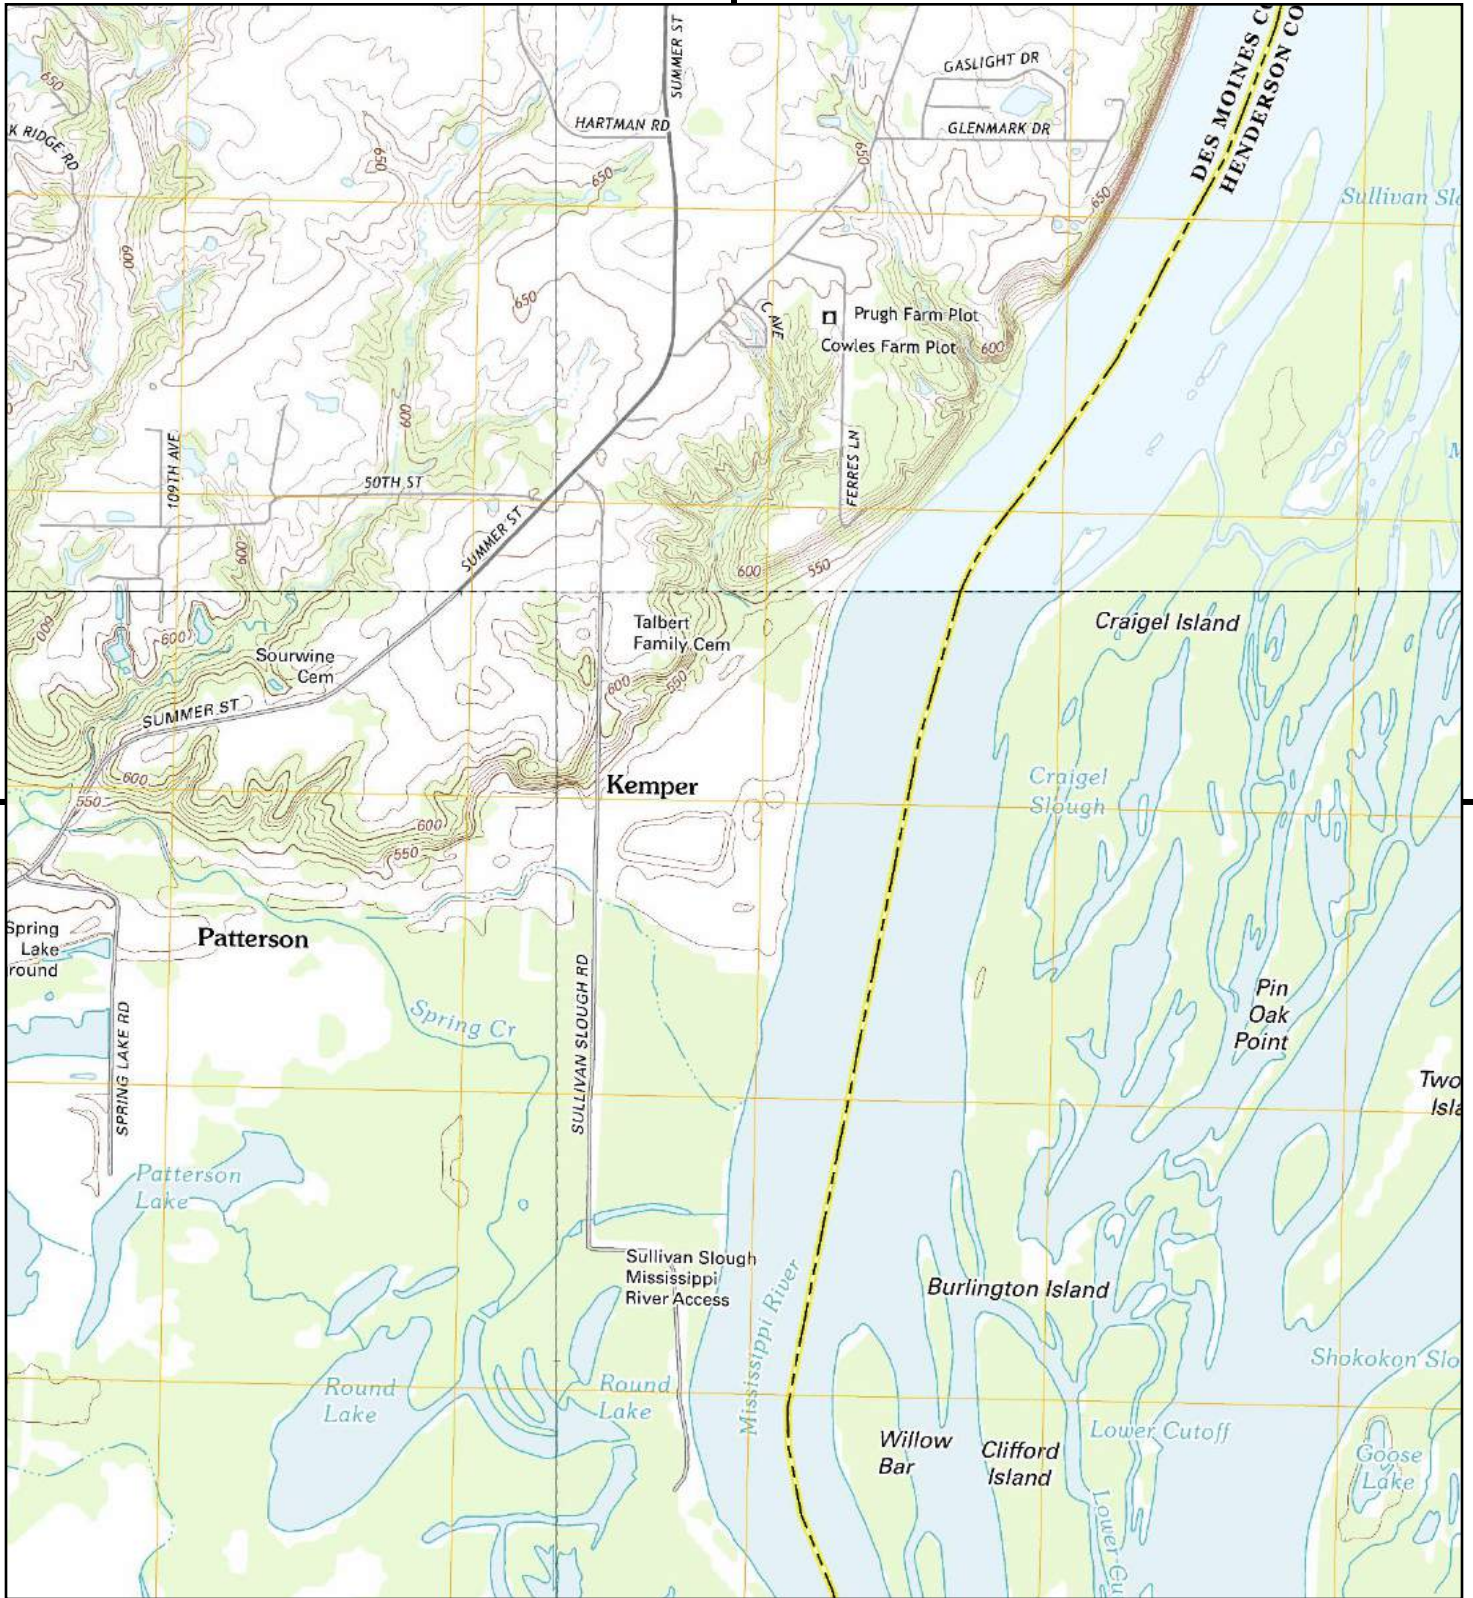 DES MOINES CO
HENDERSON CO
SUMMER ST
GASLIGHT DR
650
HARTMAN RD
GLENMARK DR
K RIDGE RD
650
650
650
650
Sullivan Slo
600
650
C AVE
Prugh Farm Plot
Cowles Farm Plot
600
600
109TH AVE
FERRES LN
50TH ST
SUMMER ST
600
600
550
600
600
Talbert
Family Cem
Craigel Island
Sourwine
Cem
600
550
SUMMER ST
600
550
Kemper
Craigel
Slough
600
550
Spring
Lake
round
Patterson
SULLIVAN SLOUGH RD
SPRING LAKE RD
Spring Cr
Pin
Oak
Point
Two
Isla
Patterson
Lake
Sullivan Slough
Mississippi
River Access
Mississippi River
Burlington Island
Shokokon Slo
Round
Lake
Round
Lake
Willow
Bar
Clifford
Island
Lower Cutoff
Goose
Lake
Lower Cu